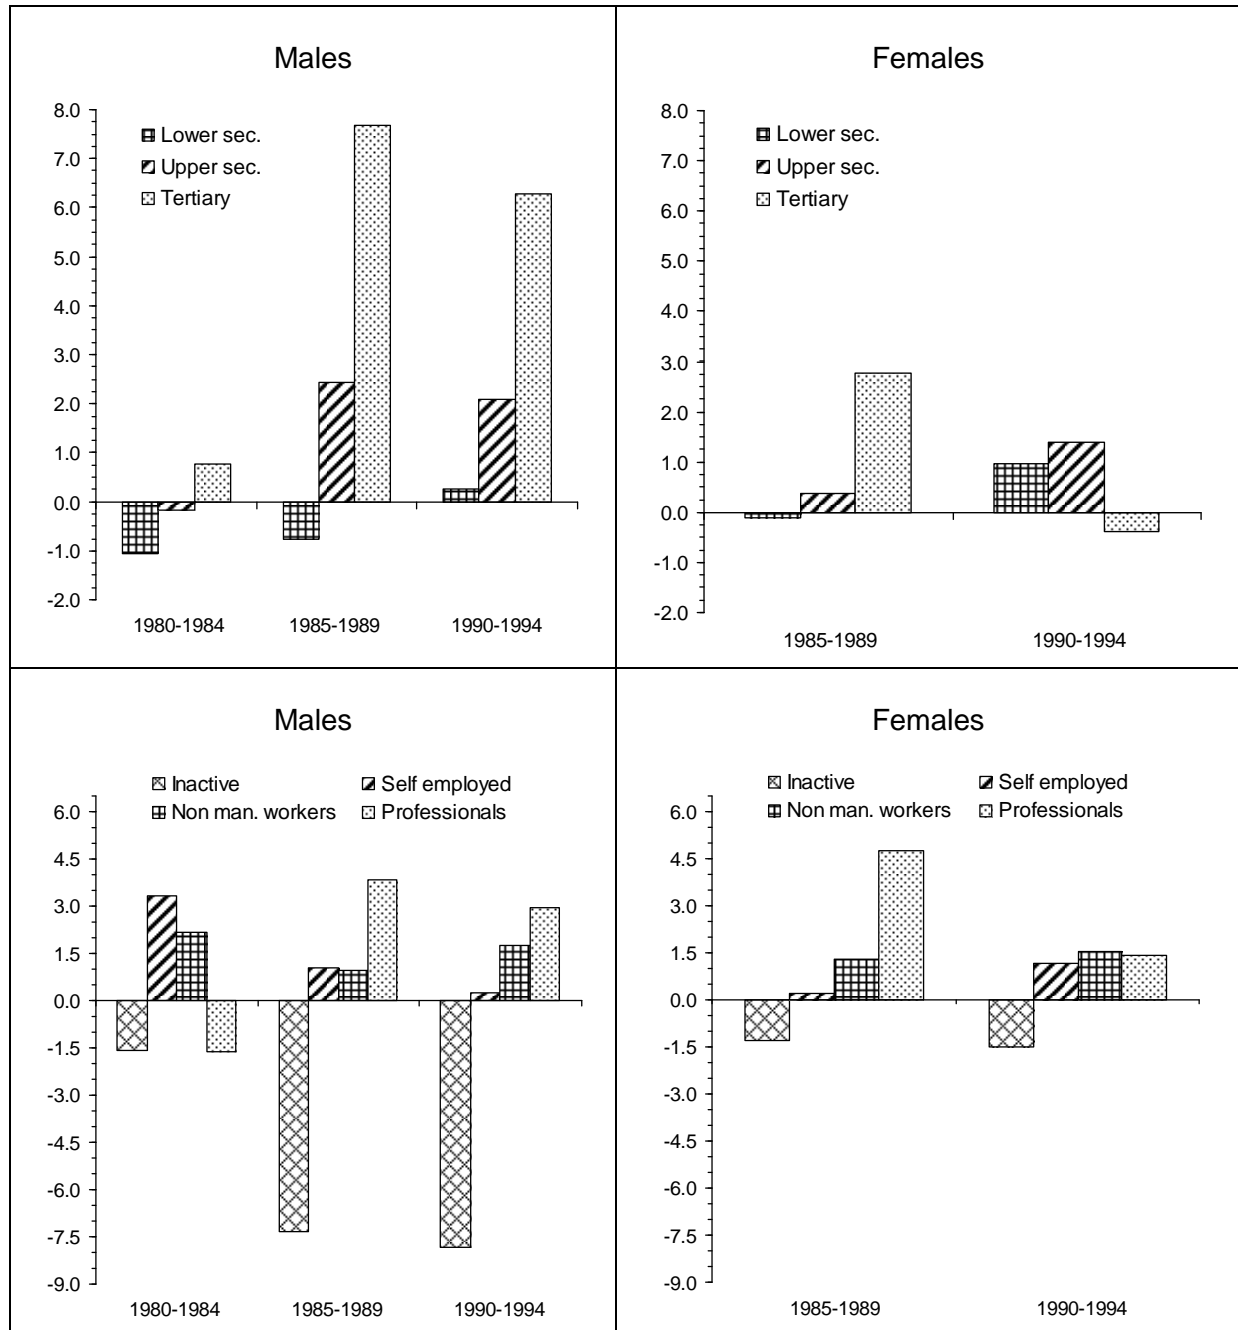 Males
8.0
7.0
6.0
5.0
4.0
3.0
2.0
1.0
0.0
-1.0
-2.0
Lower sec.
Upper sec.
Tertiary
1980-1984 1985-1989 1990-1994
Females
8.0
7.0
6.0
5.0
4.0
3.0
2.0
1.0
0.0
-1.0
-2.0
Lower sec.
Upper sec.
Tertiary
1985-1989 1990-1994
Males
Inactive Self employed
Non man. workers Professionals
6.0
4.5
3.0
1.5
0.0
-1.5
-3.0
-4.5
-6.0
-7.5
-9.0
1980-1984 1985-1989 1990-1994
Females
Inactive Self employed
Non man. workers Professionals
6.0
4.5
3.0
1.5
0.0
-1.5
-3.0
-4.5
-6.0
-7.5
-9.0
1985-1989 1990-1994